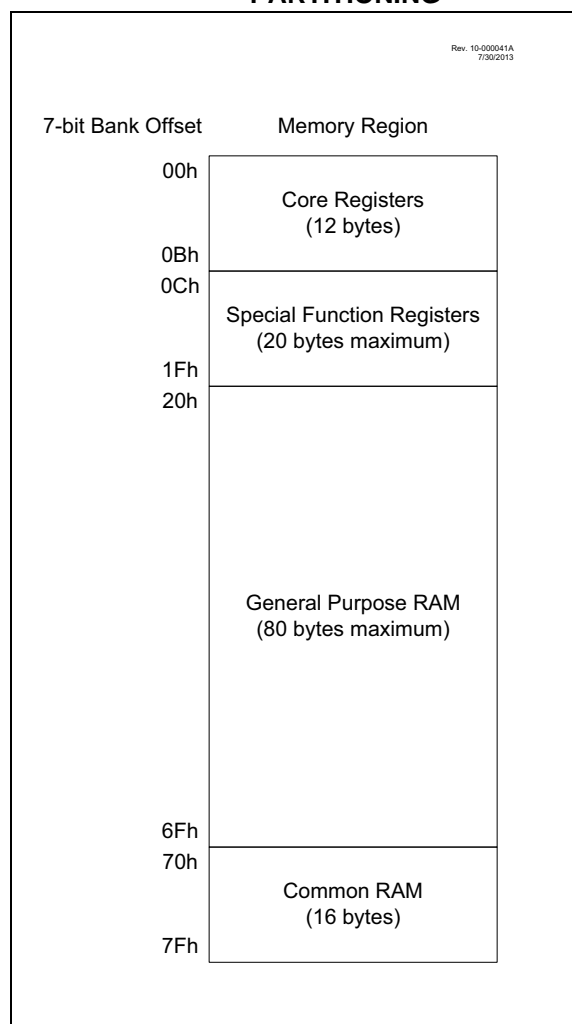 PARTITIONING
Rev. 10-000041A
7/30/2013
7-bit Bank Offset Memory Region
00h
Core Registers
(12 bytes)
0Bh
0Ch
Special Function Registers
(20 bytes maximum)
1Fh
20h
General Purpose RAM
(80 bytes maximum)
6Fh
70h
Common RAM
(16 bytes)
7Fh